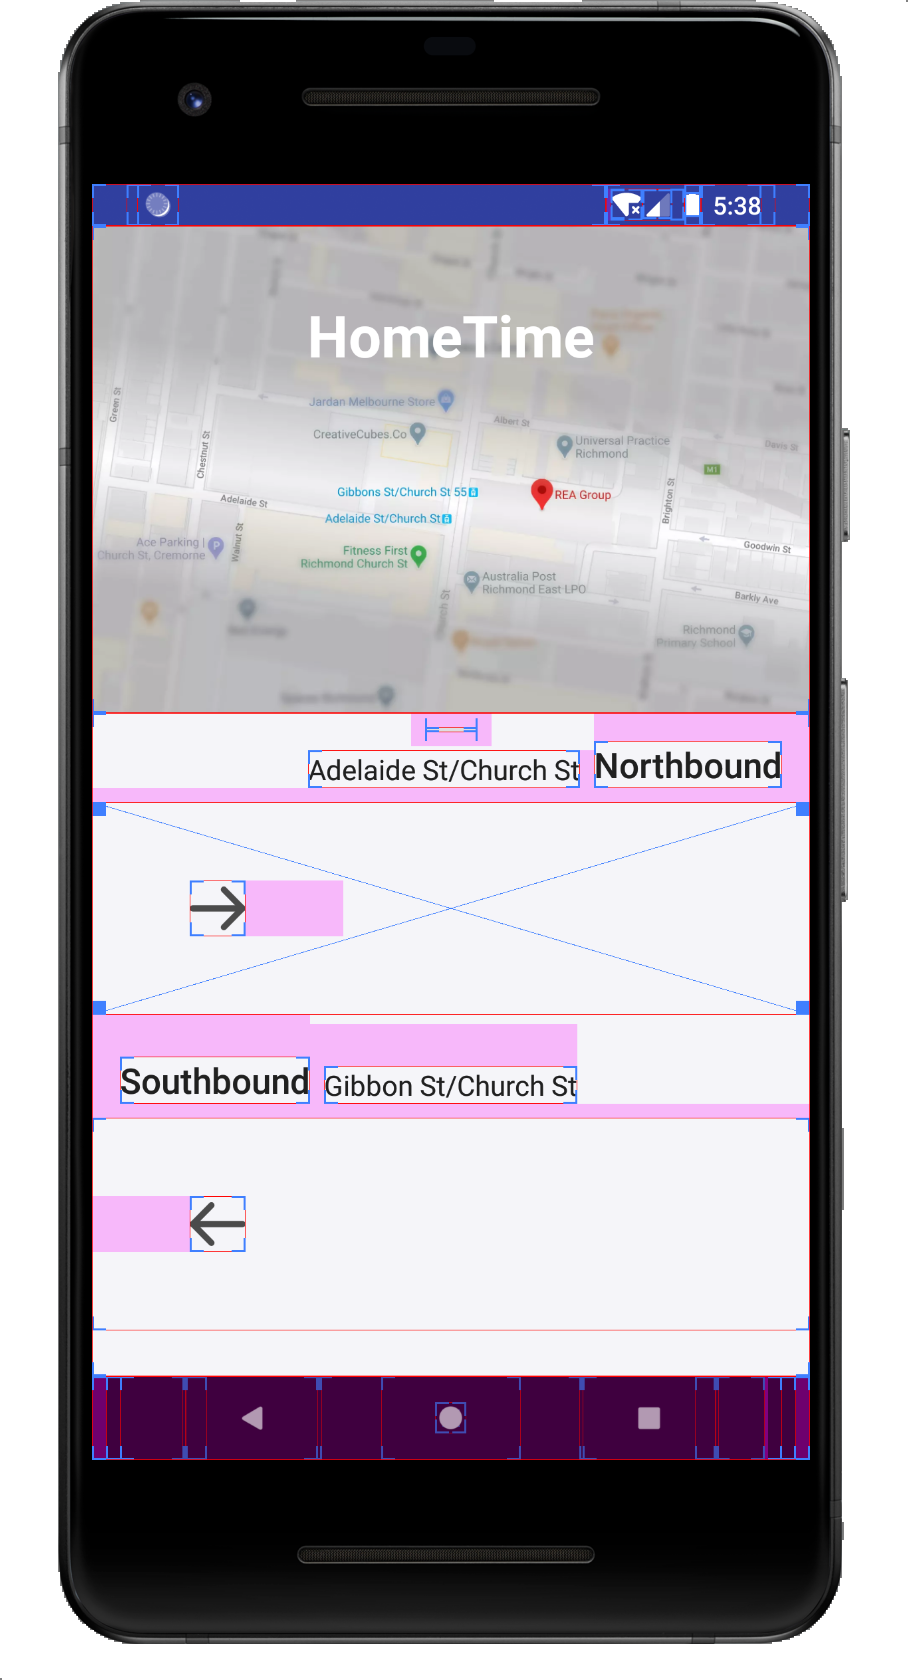 5:38
HomeTime
Jardan Melbourne Store
Albert St
CreativeCubes.Co
Universal Practice
Richmond
Davis St
M1
Green St
Chestnut St
Gibbons St/Church St 55
REA Group
Brighton St
Adelaide St
Adelaide St/Church St
Walnut St
Ace Parking |
Church St, Cremorne
Fitness First
Richmond Church St
Goodwin St
Australia Post
Richmond East LPO
Barkly Ave
Church St
Richmond
Primary School
Adelaide St/Church St
Northbound
Southbound
Gibbon St/Church St